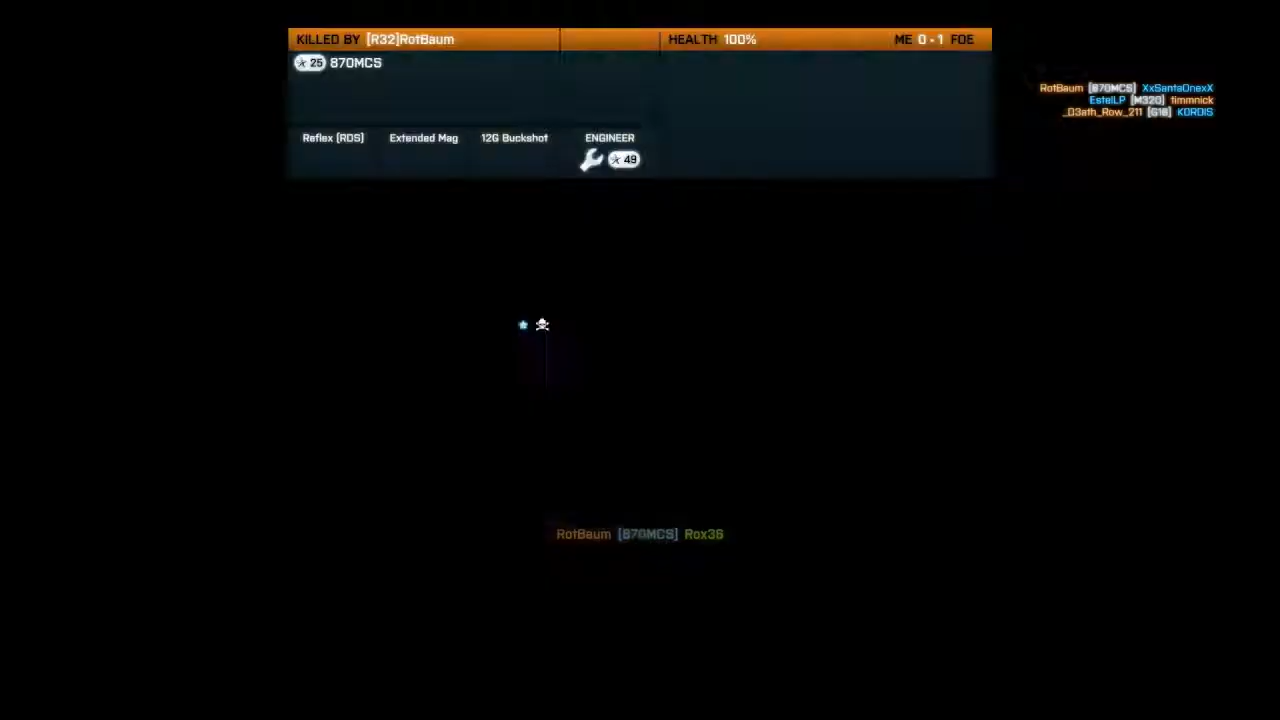 KILLED BY [R32]RotBaum HEALTH 100% ME 0 - 1 FOE
25 870MCS
RotBaum [870MCS] XxSantaOnexX
EstelLP [M320] timmnick
_D3ath_Row_211 [G18] K0RDIS
Reflex [RDS] Extended Mag 12G Buckshot ENGINEER
49
RotBaum [870MCS] Rox36